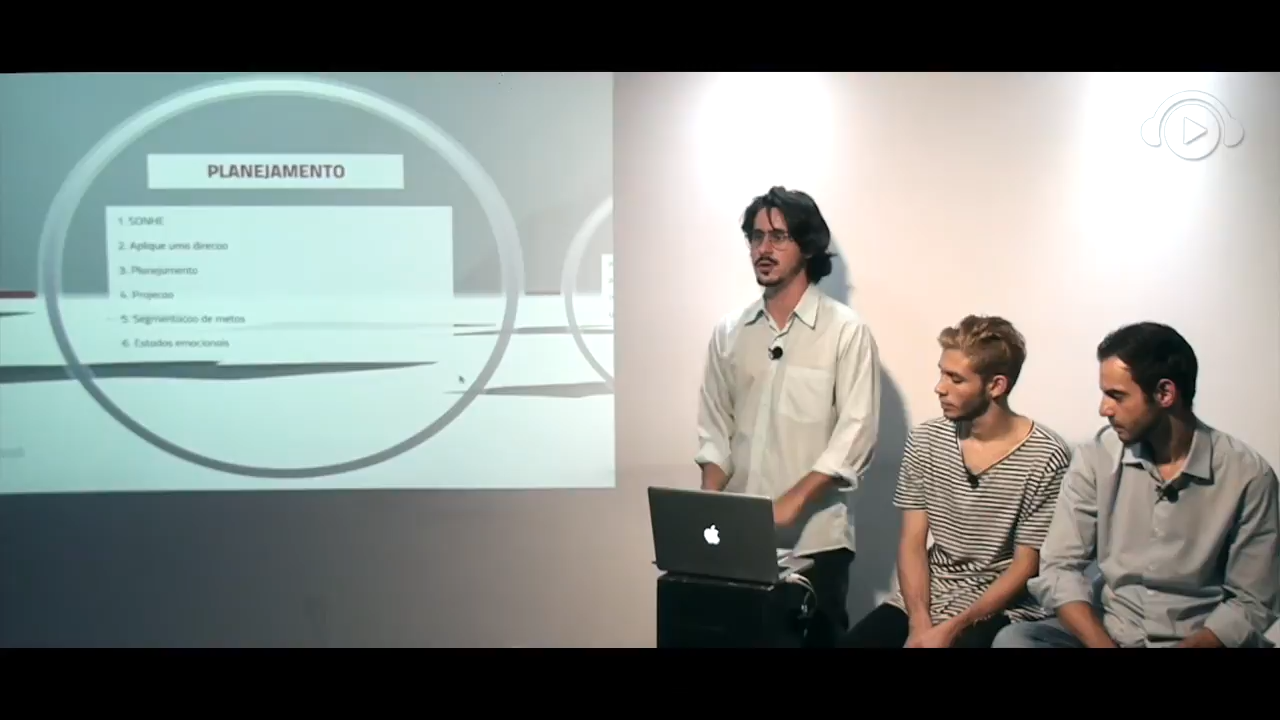 PLANEJAMENTO
1. SONHE
2. Aplique uma direcao
3. Planejamento
4. Projecao
5. Segmentacao de metas
6. Estados emocionais